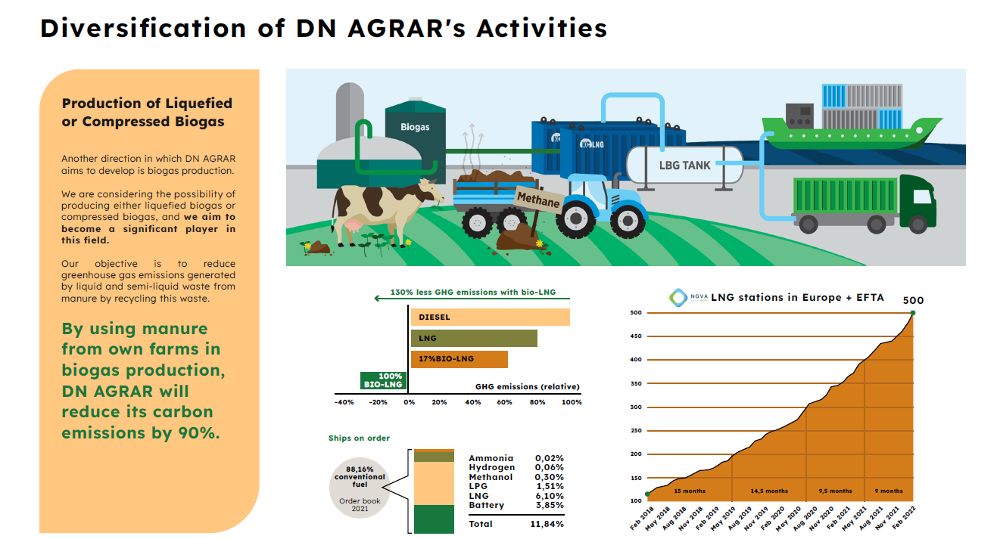 Diversification of DN AGRAR's Activities
Production of Liquefied
or Compressed Biogas
Another direction in which DN AGRAR
aims to develop is biogas production.
We are considering the possibility of
producing either liquefied biogas or
compressed biogas, and we aim to
become a significant player in
this field.
Our objective is to reduce
greenhouse gas emissions generated
by liquid and semi-liquid waste from
manure by recycling this waste.
By using manure
from own farms in
biogas production,
DN AGRAR will
reduce its carbon
emissions by 90%.
Biogas
KC
KC LNG
LBG TANK
Methane
130% less GHG emissions with bio-LNG
DIESEL
LNG
17%BIO-LNG
100%
BIO-LNG
GHG emissions (relative)
-40% -20% 0% 20% 40% 60% 80% 100%
Ships on order
88,16%
conventional
fuel
Order book
2021
Ammonia 0,02%
Hydrogen 0,06%
Methanol 0,30%
LPG 1,51%
LNG 6,10%
Battery 3,85%
Total 11,84%
NGVA LNG stations in Europe + EFTA 500
500
450
400
350
300
250
200
150
100
15 months 14,5 months 9,5 months 9 months
Feb 2018 May 2018 Aug 2018 Nov 2018 Feb 2019 May 2019 Aug 2019 Nov 2019 Feb 2020 May 2020 Aug 2020 Nov 2020 Feb 2021 May 2021 Aug 2021 Nov 2021 Feb 2022